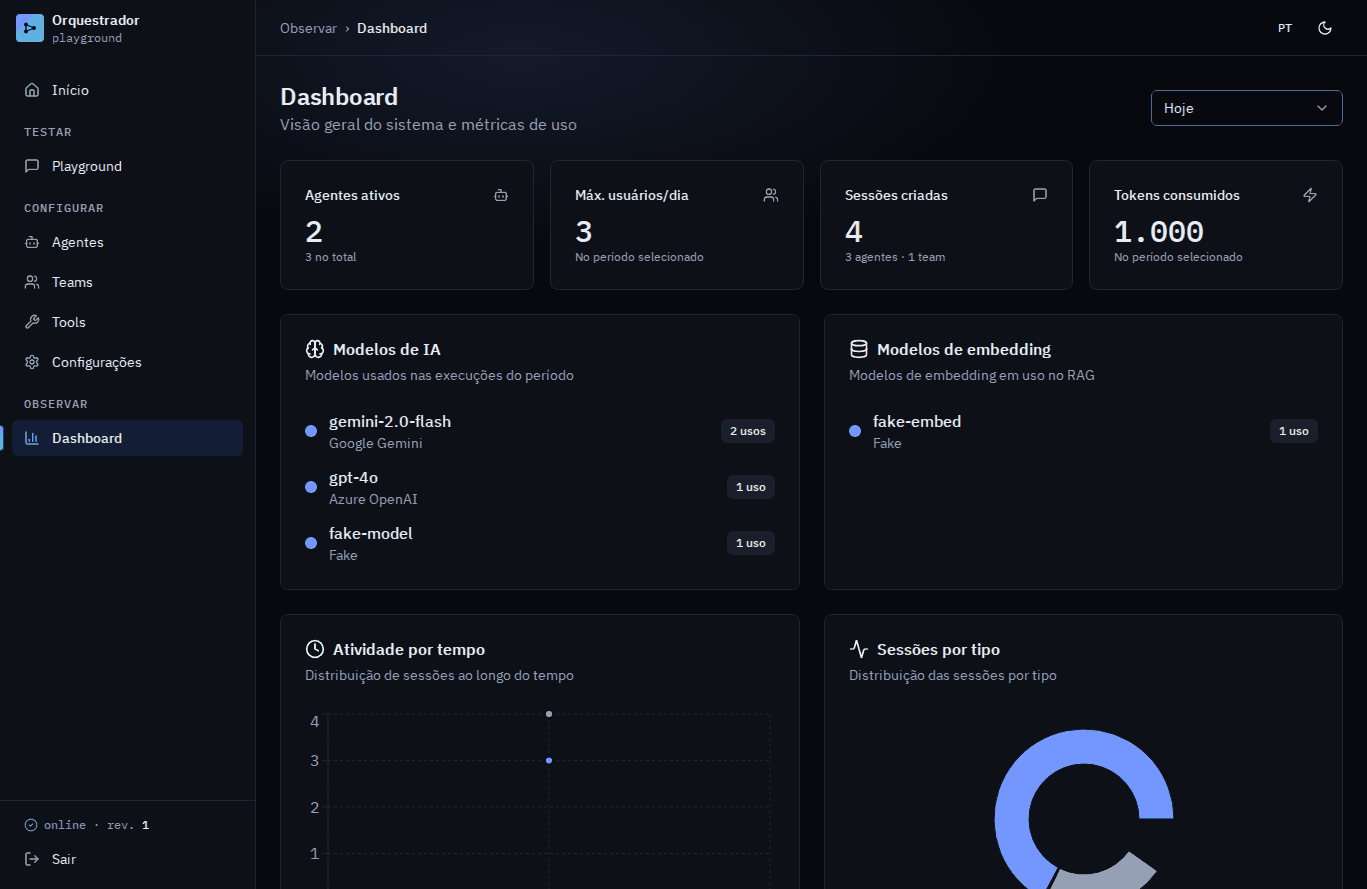 Orquestrador
playground
Início
TESTAR
Playground
CONFIGURAR
Agentes
Teams
Tools
Configurações
OBSERVAR
Dashboard
online · rev. 1
Sair
Observar › Dashboard
PT
Dashboard
Visão geral do sistema e métricas de uso
Hoje
Agentes ativos
2
3 no total
Máx. usuários/dia
3
No período selecionado
Sessões criadas
4
3 agentes · 1 team
Tokens consumidos
1.000
No período selecionado
Modelos de IA
Modelos usados nas execuções do período
gemini-2.0-flash
Google Gemini
2 usos
gpt-4o
Azure OpenAI
1 uso
fake-model
Fake
1 uso
Modelos de embedding
Modelos de embedding em uso no RAG
fake-embed
Fake
1 uso
Atividade por tempo
Distribuição de sessões ao longo do tempo
4
3
2
1
Sessões por tipo
Distribuição das sessões por tipo